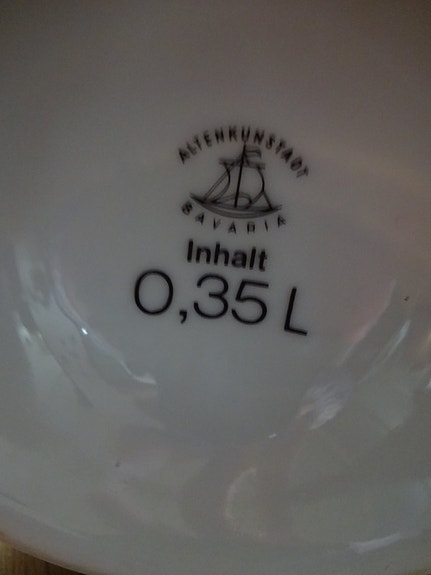 ALTENKUNSTADT
BAVARIA
Inhalt
0,35 L